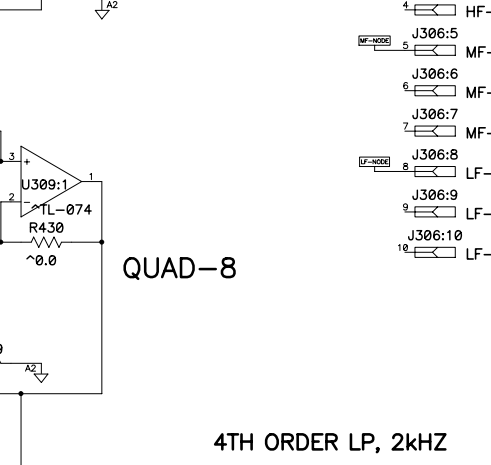 A2
4 HF-
J306:5
MF-NODE
5 MF-
J306:6
6 MF-
J306:7
7 MF-
J306:8
LF-NODE
8 LF-
J306:9
9 LF-
J306:10
10 LF-
3 + 1
U309:1
2 -
^TL-074
R430
^0.0
QUAD-8
9
A2
4TH ORDER LP, 2kHZ